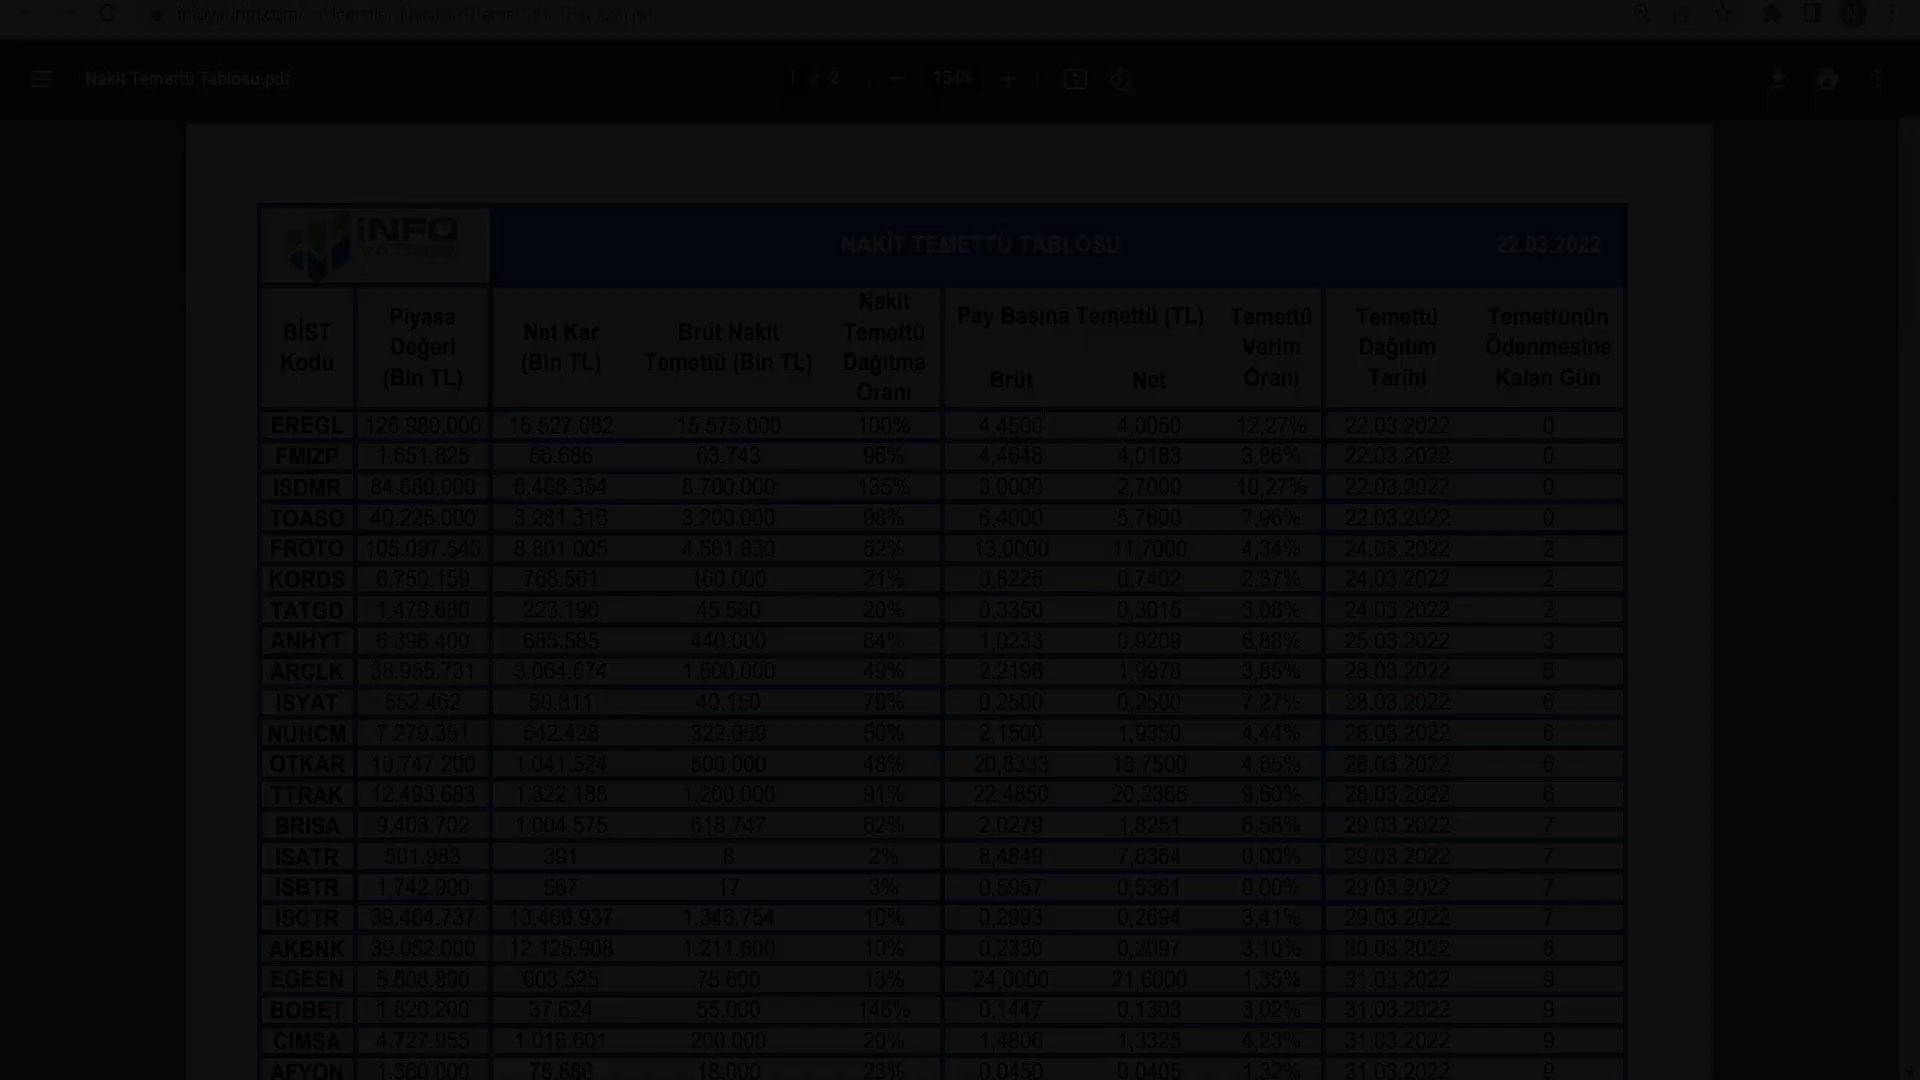 infoyatirim.com
Nakit Temettü Tablosu.pdf
1 / 2
154%
İNFO
YATIRIM
NAKİT TEMETTÜ TABLOSU
22.03.2022
BİST Kodu
Piyasa Değeri (Bin TL)
Net Kar (Bin TL)
Brüt Nakit Temettü (Bin TL)
Nakit Temettü Dağıtma Oranı
Pay Başına Temettü (TL)
Brüt
Net
Temettü Verim Oranı
Temettü Dağıtım Tarihi
Temettünün Ödenmesine Kalan Gün
EREGL 126.980.000 15.527.082 15.575.000 100% 4,4500 4,0050 12,27% 22.03.2022 0
FMIZP 1.651.825 66.686 63.743 96% 4,4648 4,0183 3,86% 22.03.2022 0
ISDMR 84.680.000 6.468.354 8.700.000 135% 3,0000 2,7000 10,27% 22.03.2022 0
TOASO 40.225.000 3.281.316 3.200.000 98% 6,4000 5,7600 7,96% 22.03.2022 0
FROTO 105.097.545 8.801.005 4.561.830 52% 13,0000 11,7000 4,34% 24.03.2022 2
KORDS 6.750.159 768.561 160.000 21% 0,8225 0,7402 2,37% 24.03.2022 2
TATGD 1.479.680 223.190 45.560 20% 0,3350 0,3015 3,08% 24.03.2022 2
ANHYT 6.398.400 685.585 440.000 64% 1,0233 0,9209 6,88% 25.03.2022 3
ARCLK 38.955.731 3.064.674 1.500.000 49% 2,2198 1,9978 3,85% 28.03.2022 6
ISYAT 552.462 50.811 40.150 79% 0,2500 0,2500 7,27% 28.03.2022 6
NUHCM 7.279.351 642.428 322.959 50% 2,1500 1,9350 4,44% 28.03.2022 6
OTKAR 10.747.200 1.041.524 500.000 48% 20,8333 18,7500 4,65% 28.03.2022 6
TTRAK 12.493.683 1.322.188 1.200.000 91% 22,4850 20,2365 9,60% 28.03.2022 6
BRISA 9.403.702 1.004.575 618.747 62% 2,0279 1,8251 6,58% 29.03.2022 7
ISATR 501.983 391 8 2% 8,4849 7,6364 0,00% 29.03.2022 7
ISBTR 1.742.900 567 17 3% 0,5957 0,5361 0,00% 29.03.2022 7
ISCTR 39.464.737 13.466.937 1.346.754 10% 0,2993 0,2694 3,41% 29.03.2022 7
AKBNK 39.052.000 12.125.908 1.211.600 10% 0,2330 0,2097 3,10% 30.03.2022 8
EGEEN 5.608.890 603.525 75.600 13% 24,0000 21,6000 1,35% 31.03.2022 9
BOBET 1.820.200 37.624 55.000 146% 0,1447 0,1303 3,02% 31.03.2022 9
CIMSA 4.727.955 1.016.601 200.000 20% 1,4806 1,3325 4,23% 31.03.2022 9
AFYON 1.360.000 76.886 18.000 23% 0,0450 0,0405 1,32% 31.03.2022 9